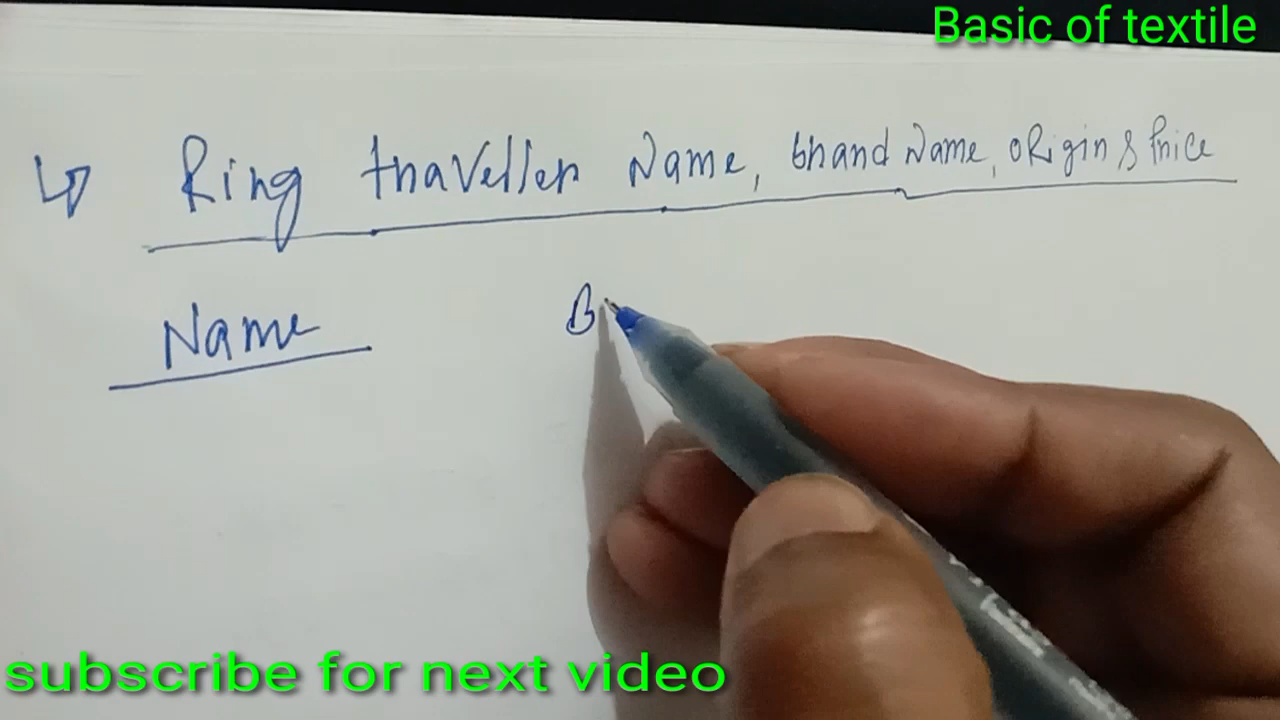 Basic of textile
Ring traveller Name, brand Name, origin & Price
Name
B
subscribe for next video